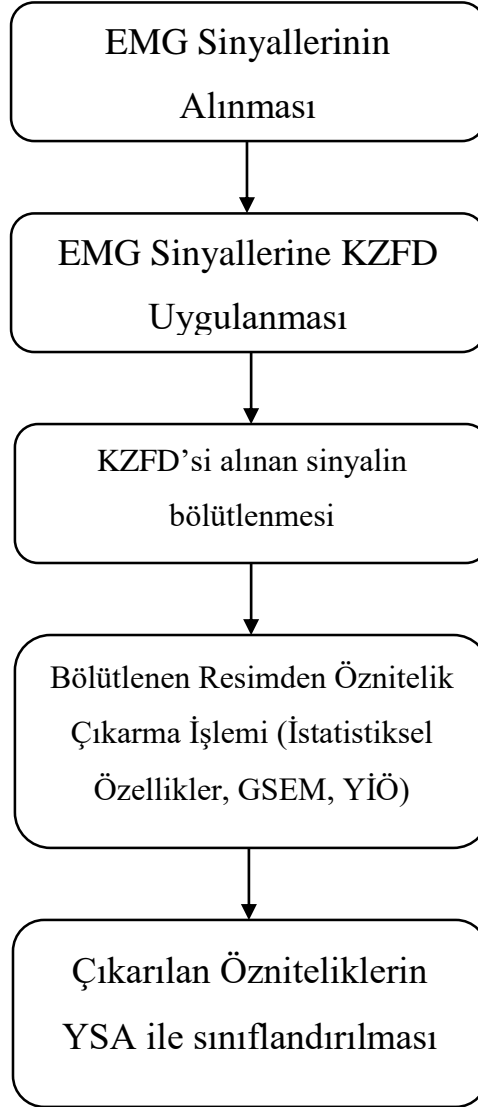 EMG Sinyallerinin
Alınması
EMG Sinyallerine KZFD
Uygulanması
KZFD’si alınan sinyalin
bölütlenmesi
Bölütlenen Resimden Öznitelik
Çıkarma İşlemi (İstatistiksel
Özellikler, GSEM, YİÖ)
Çıkarılan Özniteliklerin
YSA ile sınıflandırılması